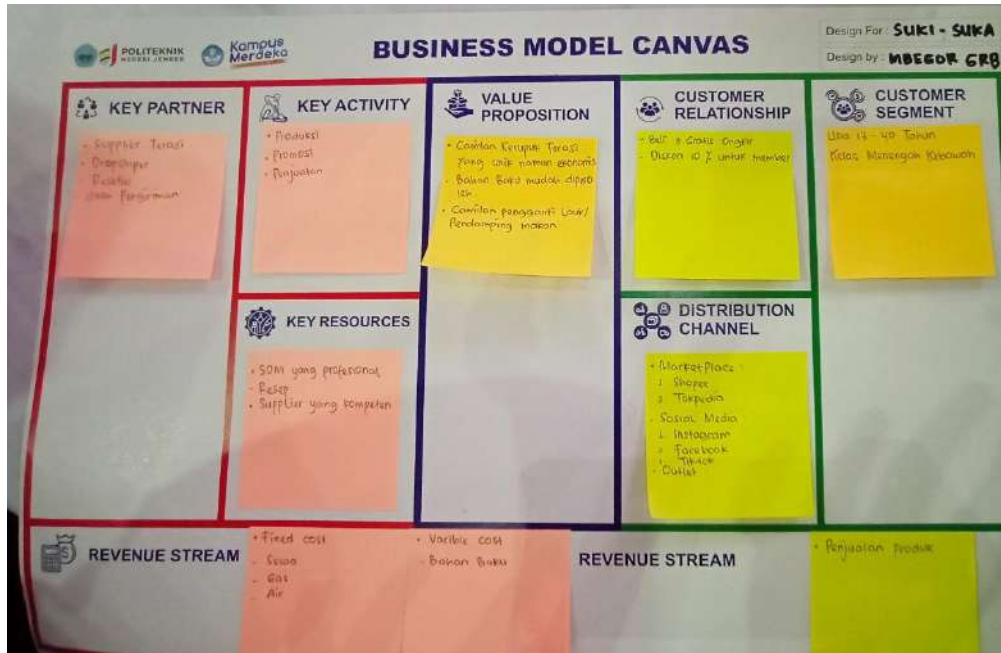 POLITEKNIK
NEGERI JEMBER
Kampus
Merdeka
BUSINESS MODEL CANVAS
Design For : SUKI - SUKA
Design by : MBEGOR GRB
KEY PARTNER
- Supplier Terasi
- Dropshiper
- Reseller
- Jasa Pengiriman
KEY ACTIVITY
• Produksi
• Promosi
• Penjualan
KEY RESOURCES
• SDM yang profesional
- Resep
• Supplier yang kompeten
VALUE
PROPOSITION
• Camilan Kerupuk Terasi
yang unik namun ekonomis
- Bahan Baku mudah dipero
leh.
• Camilan pengganti Lauk/
Pendamping makan
CUSTOMER
RELATIONSHIP
- Beli Gratis Ongkir
- Diskon 10 % untuk member
DISTRIBUTION
CHANNEL
• MarketPlace :
1. Shopee
2. Tokpedia
- Sosial Media
1. Instagram
2. Facebook
3. Tiktok
- Outlet
CUSTOMER
SEGMENT
Usia 17 - 40 Tahun
Kelas Menengah Kebawah
REVENUE STREAM
• Fixed cost
- Sewa
- Gas
- Air
• Varible cost
- Bahan Baku
REVENUE STREAM
• Penjualan Produk